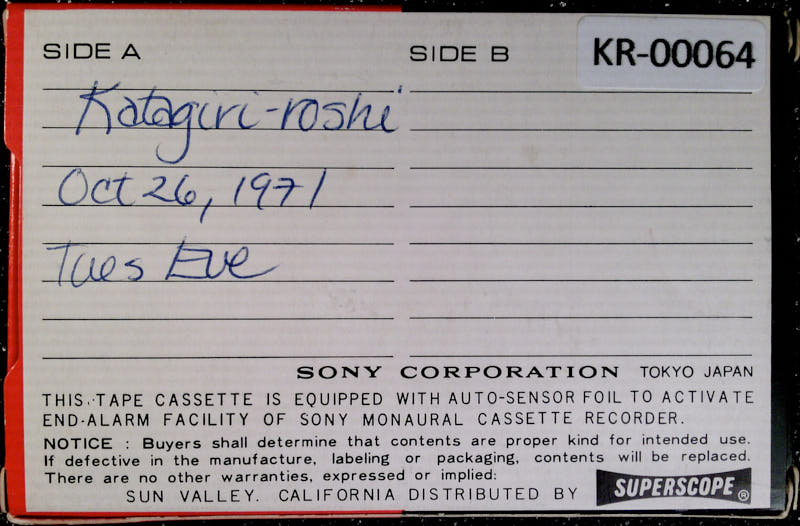 SIDE A
SIDE B
KR-00064
Katagiri-roshi
Oct 26, 1971
Tues Eve
SONY CORPORATION TOKYO JAPAN
THIS TAPE CASSETTE IS EQUIPPED WITH AUTO-SENSOR FOIL TO ACTIVATE
END-ALARM FACILITY OF SONY MONAURAL CASSETTE RECORDER.
NOTICE : Buyers shall determine that contents are proper kind for intended use.
If defective in the manufacture, labeling or packaging, contents will be replaced.
There are no other warranties, expressed or implied:
SUN VALLEY. CALIFORNIA DISTRIBUTED BY SUPERSCOPE®